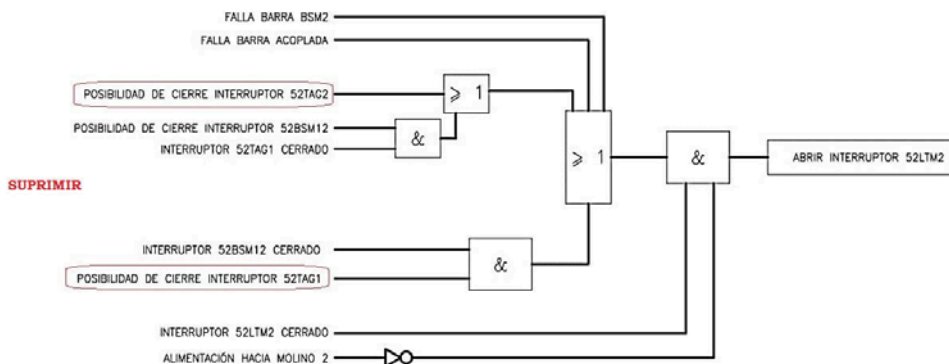 FALLA BARRA BSM2
FALLA BARRA ACOPLADA
POSIBILIDAD DE CIERRE INTERRUPTOR 52TAG2
≥ 1
POSIBILIDAD DE CIERRE INTERRUPTOR 52BSM12
&
INTERRUPTOR 52TAG1 CERRADO
≥ 1
&
ABRIR INTERRUPTOR 52LTM2
SUPRIMIR
INTERRUPTOR 52BSM12 CERRADO
&
POSIBILIDAD DE CIERRE INTERRUPTOR 52TAG1
INTERRUPTOR 52LTM2 CERRADO
ALIMENTACIÓN HACIA MOLINO 2